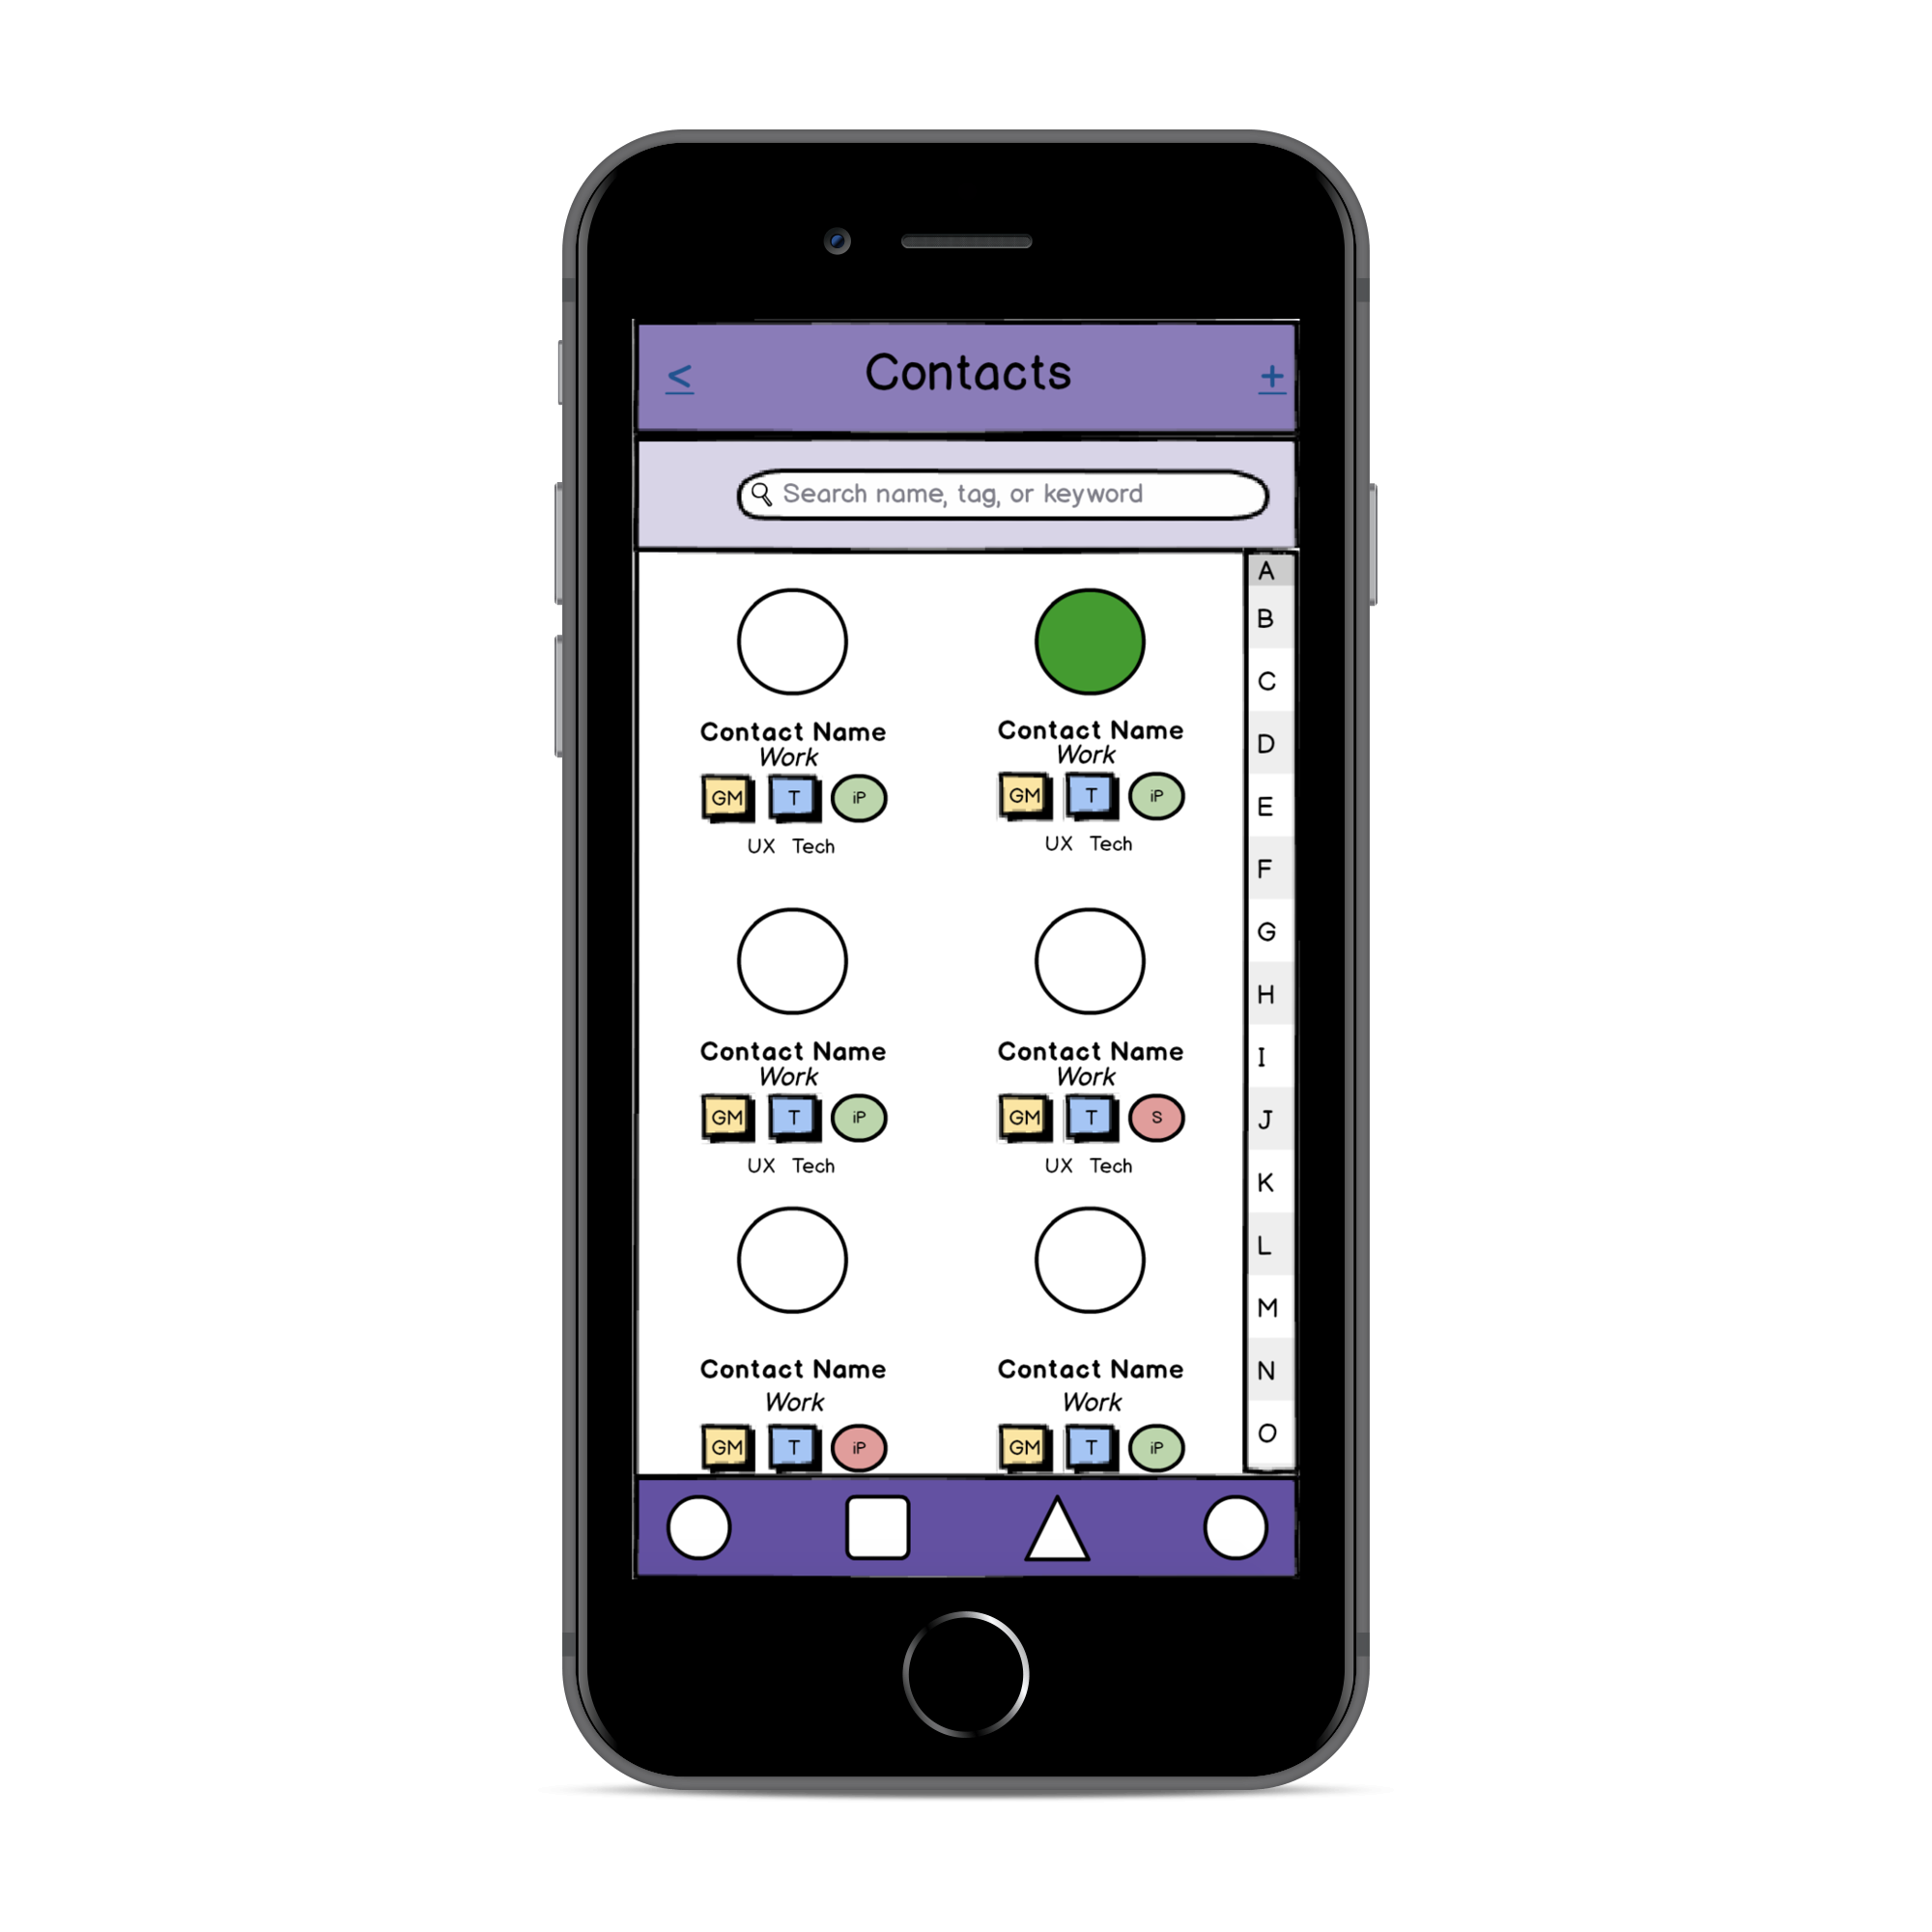 < Contacts +
Search name, tag, or keyword
Contact Name
Work
GM T iP
UX Tech
Contact Name
Work
GM T iP
UX Tech
Contact Name
Work
GM T iP
UX Tech
Contact Name
Work
GM T S
UX Tech
Contact Name
Work
GM T iP
Contact Name
Work
GM T iP
A
B
C
D
E
F
G
H
I
J
K
L
M
N
O